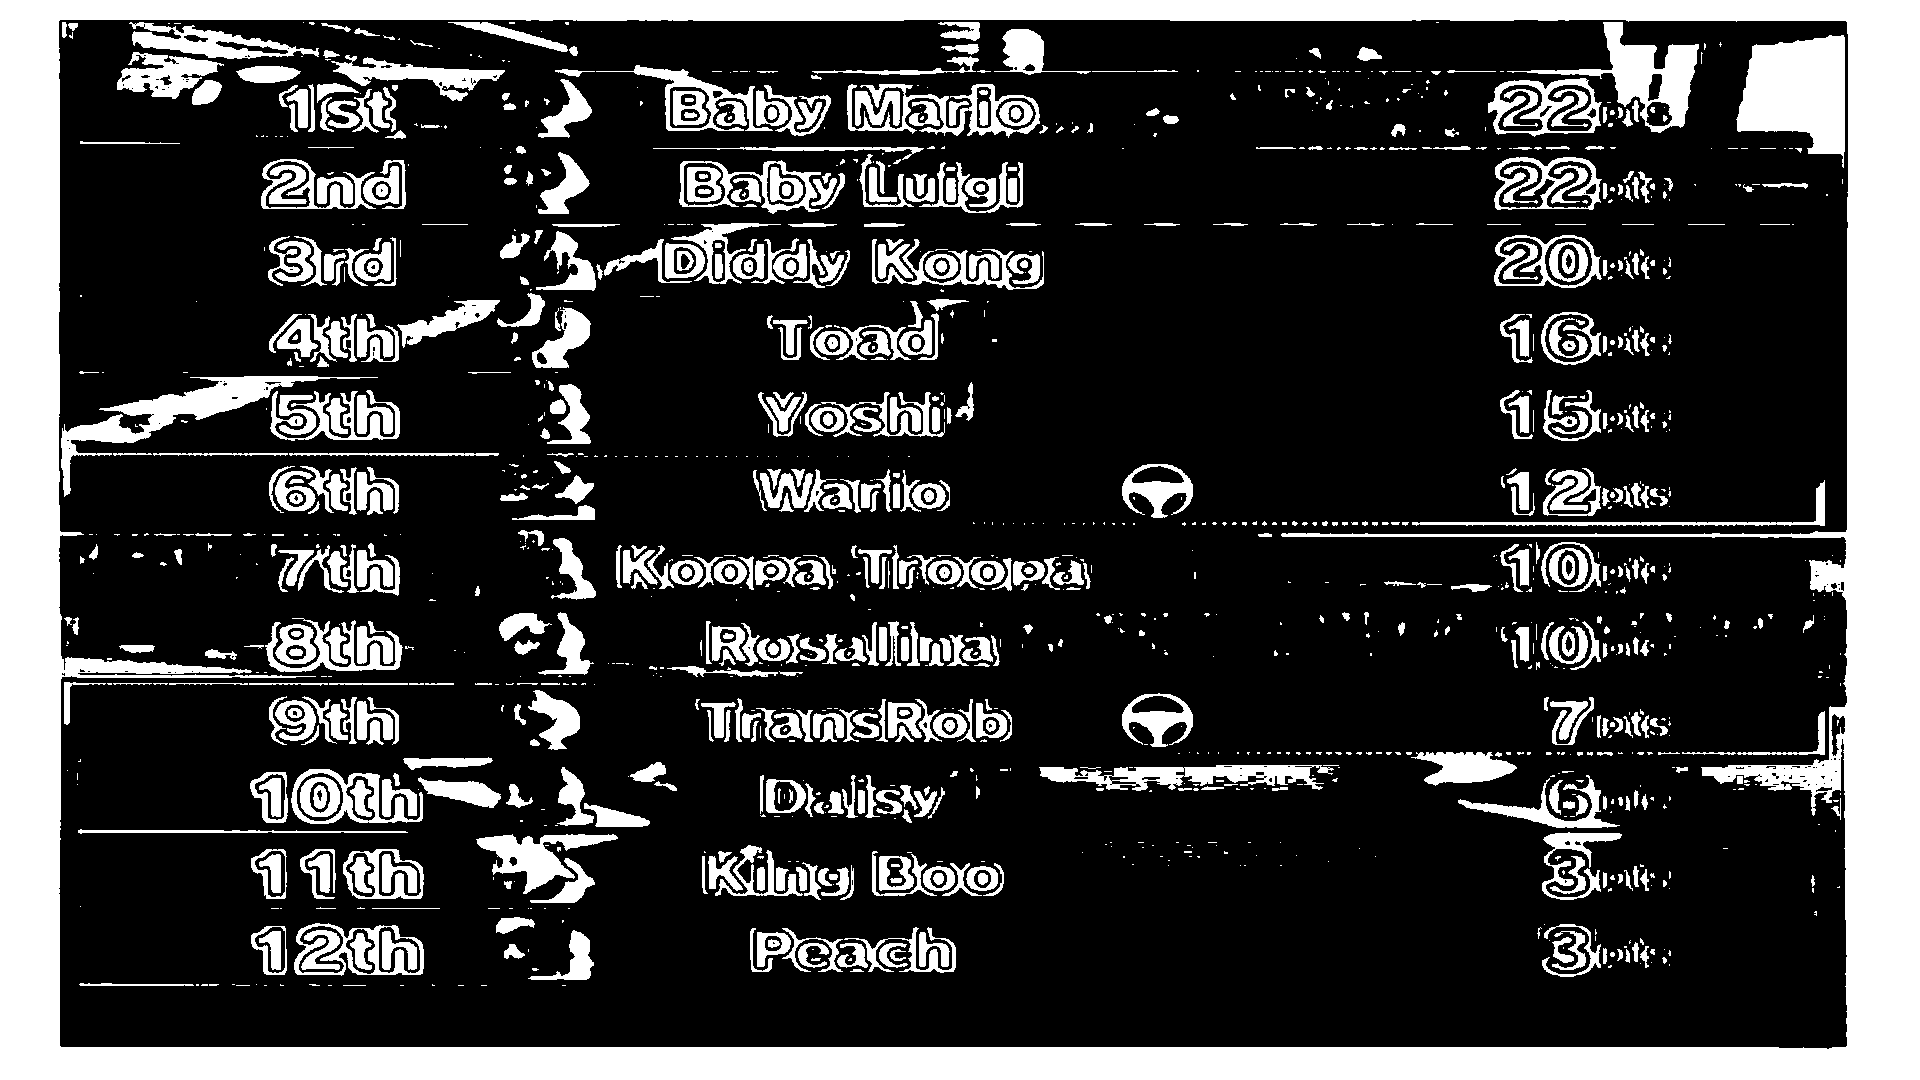 1st Baby Mario 22pts
2nd Baby Luigi 22pts
3rd Diddy Kong 20pts
4th Toad 16pts
5th Yoshi 15pts
6th Wario 12pts
7th Koopa Troopa 10pts
8th Rosalina 10pts
9th TransRob 7pts
10th Daisy 6pts
11th King Boo 3pts
12th Peach 3pts